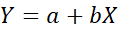 Y = a + bX